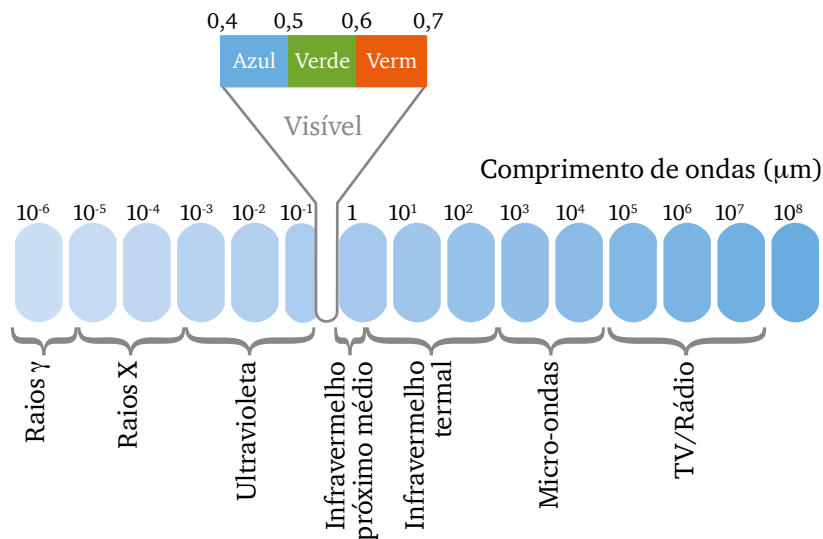 0,4 0,5 0,6 0,7
Azul Verde Verm
Visível
Comprimento de ondas (μm)
10⁻⁶ 10⁻⁵ 10⁻⁴ 10⁻³ 10⁻² 10⁻¹ 1 10¹ 10² 10³ 10⁴ 10⁵ 10⁶ 10⁷ 10⁸
Raios γ
Raios X
Ultravioleta
Infravermelho
próximo médio
Infravermelho
termal
Micro-ondas
TV/Rádio